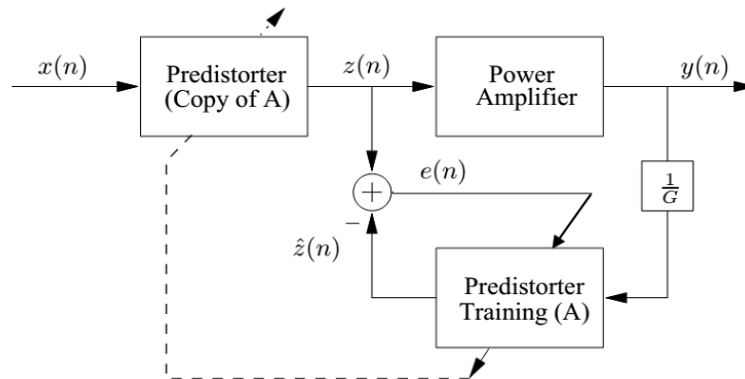 x(n)
Predistorter
(Copy of A)
z(n)
Power
Amplifier
y(n)
+
e(n)
1/G
−
ẑ(n)
Predistorter
Training (A)